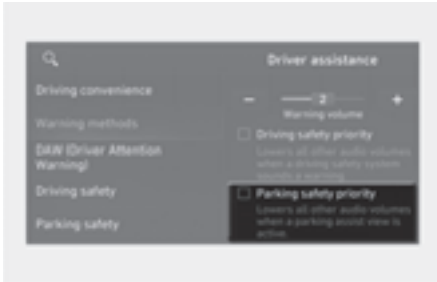 Driver assistance
Driving convenience
Warning methods
DAW (Driver Attention
Warning)
Driving safety
Parking safety
- 2 +
Warning volume
Driving safety priority
Lowers all other audio volumes
when a driving safety system
sounds a warning.
Parking safety priority
Lowers all other audio volumes
when a parking assist view is
active.